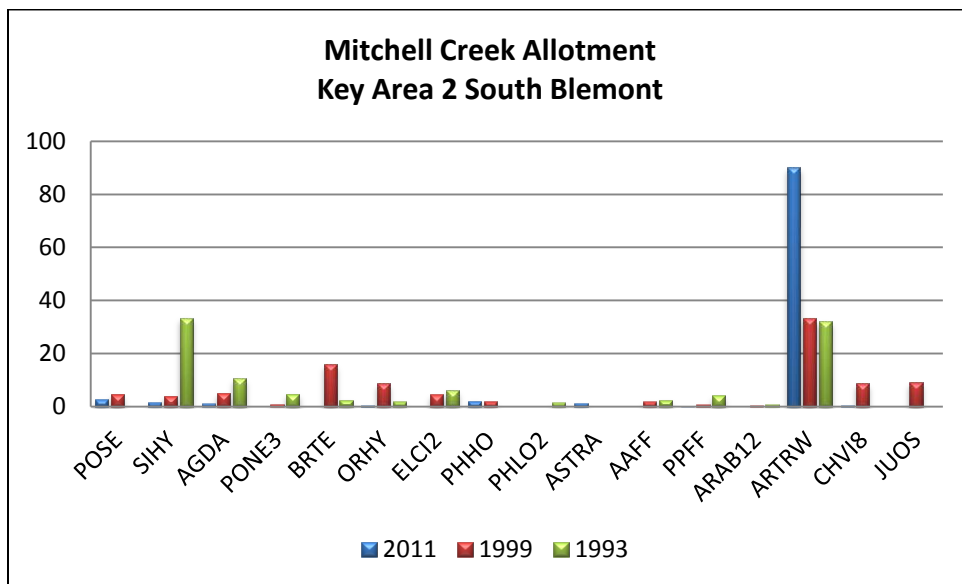 Mitchell Creek Allotment
Key Area 2 South Blemont
100
80
60
40
20
0
POSE
SIHY
AGDA
PONE3
BRTE
ORHY
ELCI2
PHHO
PHLO2
ASTRA
AAFF
PPFF
ARAB12
ARTRW
CHVI8
JUOS
2011 1999 1993